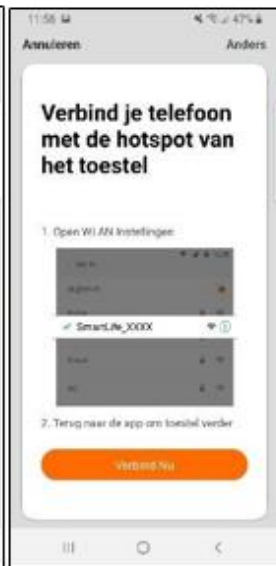 11:56 47%
Annuleren Anders
Verbind je telefoon
met de hotspot van
het toestel
1. Open WLAN Instellingen
SmartLife_XXXX
2. Terug naar de app om toestel verder
Verbind Nu